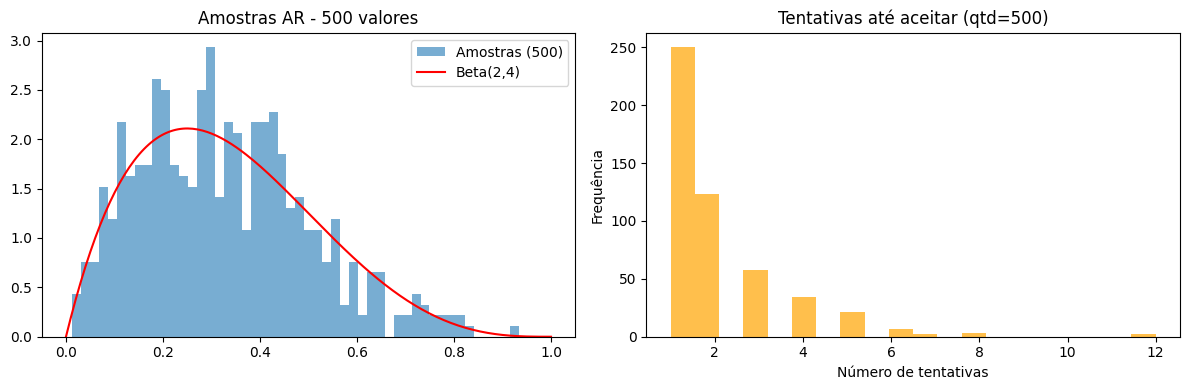 Amostras AR - 500 valores
Amostras (500)
Beta(2,4)
3.0
2.5
2.0
1.5
1.0
0.5
0.0
0.0 0.2 0.4 0.6 0.8 1.0
Tentativas até aceitar (qtd=500)
Frequência
250
200
150
100
50
0
2 4 6 8 10 12
Número de tentativas